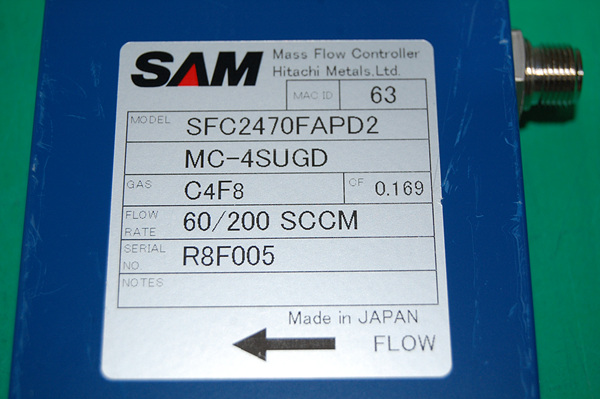 SAM
Mass Flow Controller
Hitachi Metals,Ltd.
MAC ID 63
MODEL SFC2470FAPD2
MC-4SUGD
GAS C4F8 CF 0.169
FLOW RATE 60/200 SCCM
SERIAL NO R8F005
NOTES
Made in JAPAN
FLOW